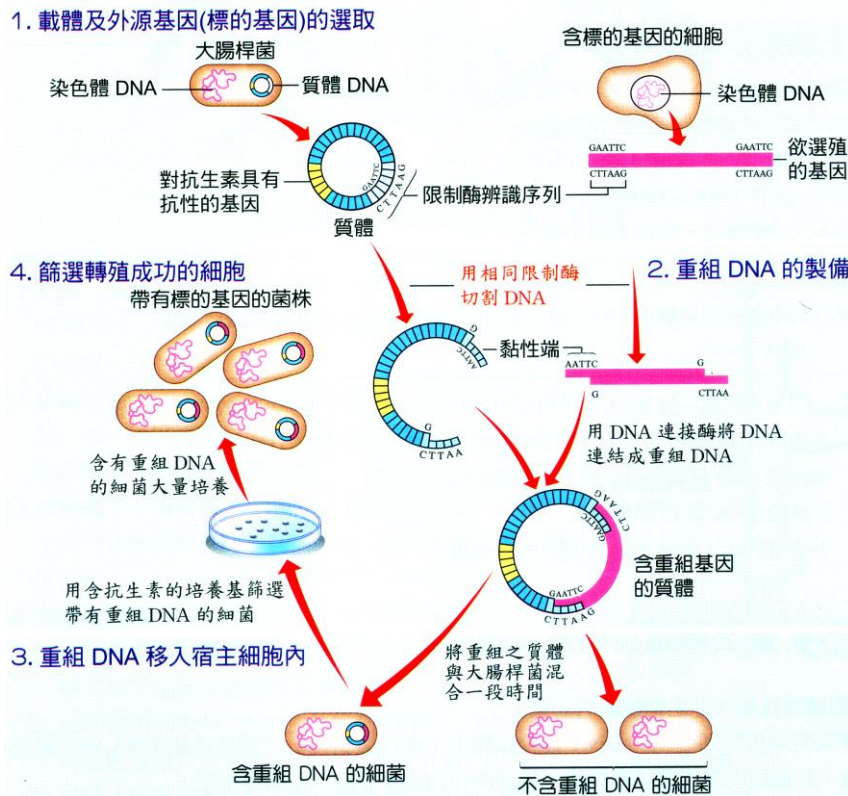 1. 載體及外源基因(標的基因)的選取
大腸桿菌
染色體 DNA
質體 DNA
含標的基因的細胞
染色體 DNA
GAATTC
GAATTC
CTTAAG
CTTAAG
欲選殖
的基因
對抗生素具有
抗性的基因
GAATTC
CTTAAG
限制酶辨識序列
質體
4. 篩選轉殖成功的細胞
帶有標的基因的菌株
用相同限制酶
切割 DNA
2. 重組 DNA 的製備
G
AATTC
黏性端
AATTC
G
G
CTTAA
G
CTTAA
用 DNA 連接酶將 DNA
連結成重組 DNA
含有重組 DNA
的細菌大量培養
CTTAAG
GAATTC
含重組基因
的質體
GAATTC
CTTAAG
用含抗生素的培養基篩選
帶有重組 DNA 的細菌
3. 重組 DNA 移入宿主細胞內
將重組之質體
與大腸桿菌混
合一段時間
含重組 DNA 的細菌
不含重組 DNA 的細菌